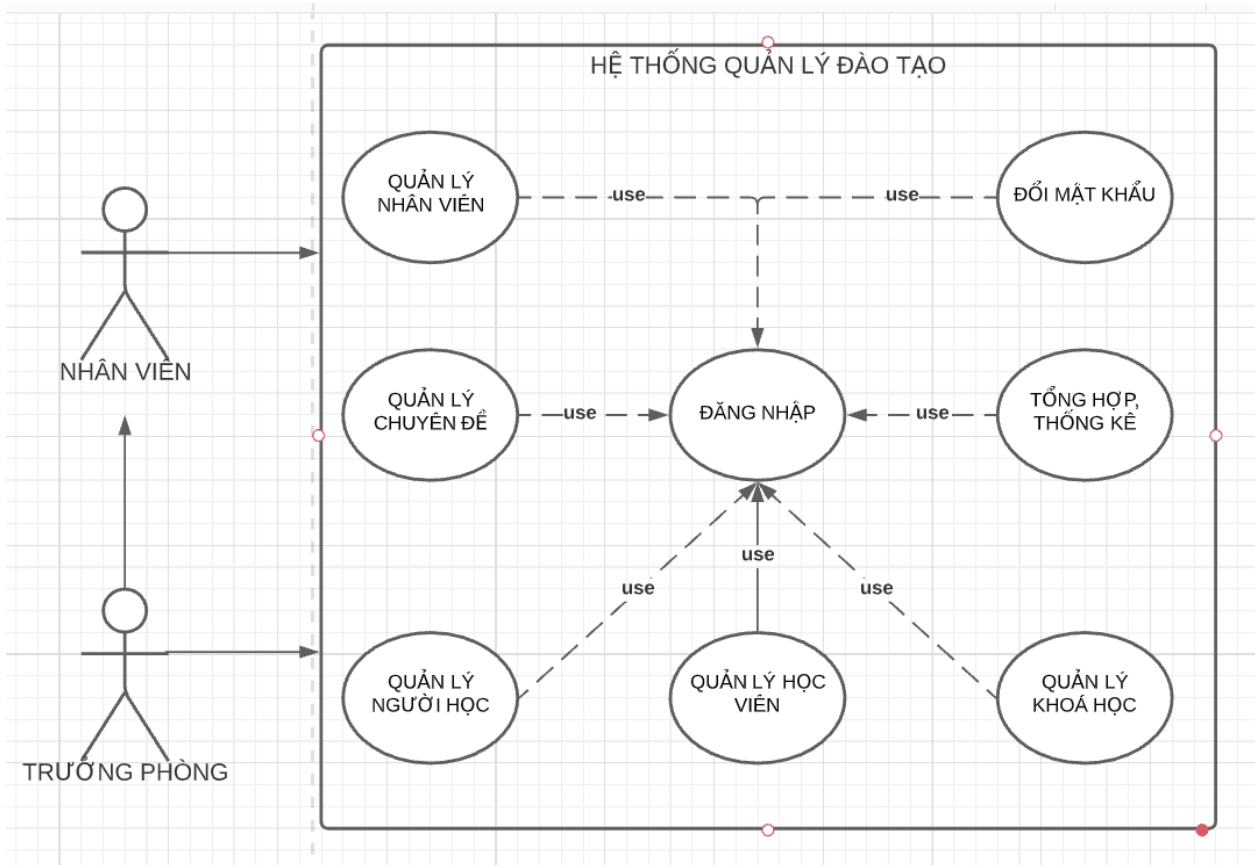 HỆ THỐNG QUẢN LÝ ĐÀO TẠO
QUẢN LÝ
NHÂN VIÊN
use
use
ĐỔI MẬT KHẨU
NHÂN VIÊN
QUẢN LÝ
CHUYÊN ĐỀ
use
ĐĂNG NHẬP
use
TỔNG HỢP,
THỐNG KÊ
use
use
use
QUẢN LÝ
NGƯỜI HỌC
QUẢN LÝ HỌC
VIÊN
QUẢN LÝ
KHOÁ HỌC
TRƯỞNG PHÒNG